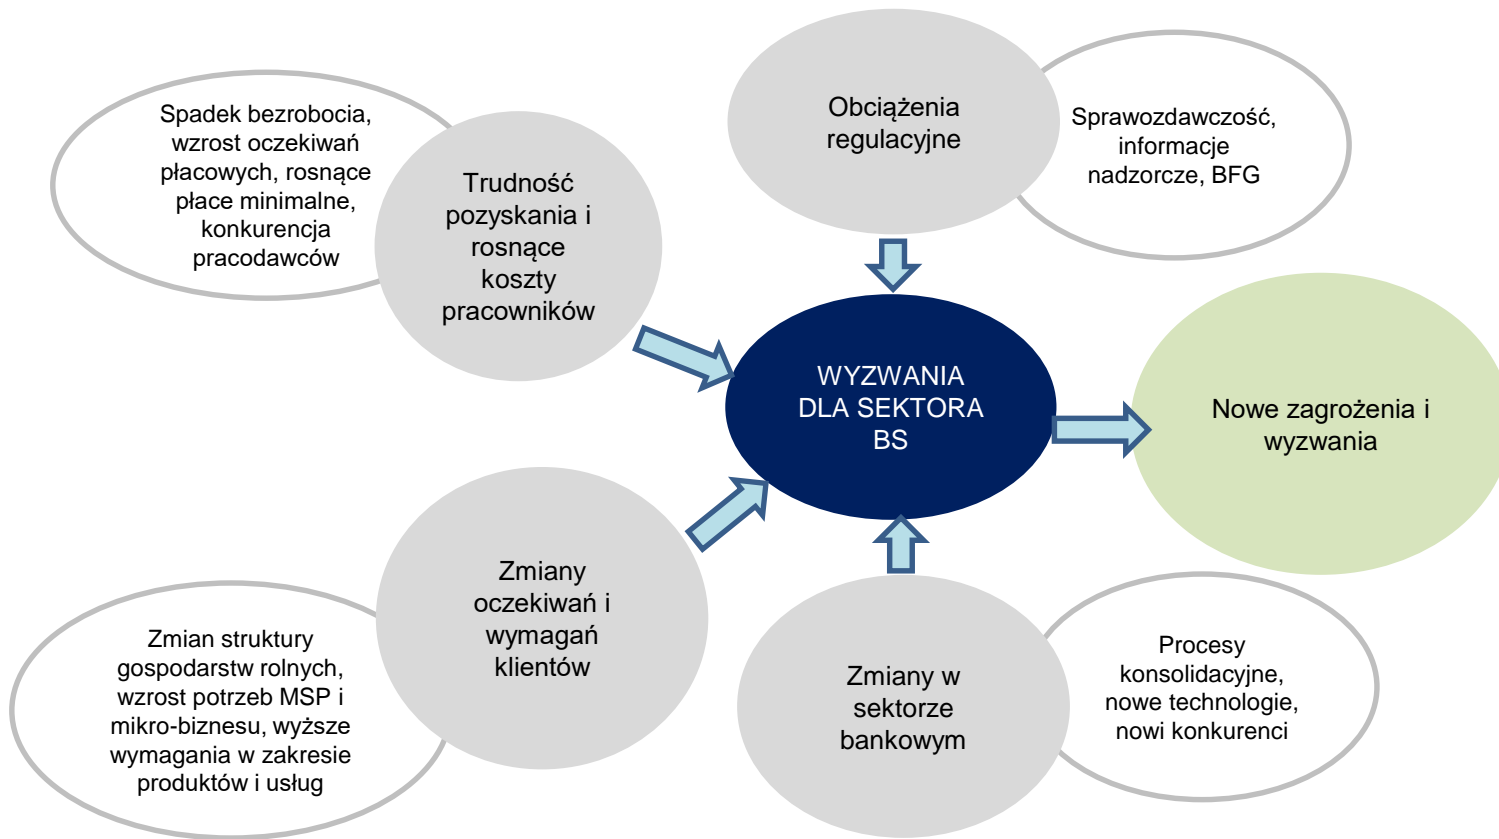 Spadek bezrobocia,
wzrost oczekiwań
płacowych, rosnące
płace minimalne,
konkurencja
pracodawców
Trudność
pozyskania i
rosnące
koszty
pracowników
Obciążenia
regulacyjne
Sprawozdawczość,
informacje
nadzorcze, BFG
WYZWANIA
DLA SEKTORA
BS
Nowe zagrożenia i
wyzwania
Zmiany
oczekiwań i
wymagań
klientów
Zmian struktury
gospodarstw rolnych,
wzrost potrzeb MSP i
mikro-biznesu, wyższe
wymagania w zakresie
produktów i usług
Zmiany w
sektorze
bankowym
Procesy
konsolidacyjne,
nowe technologie,
nowi konkurenci